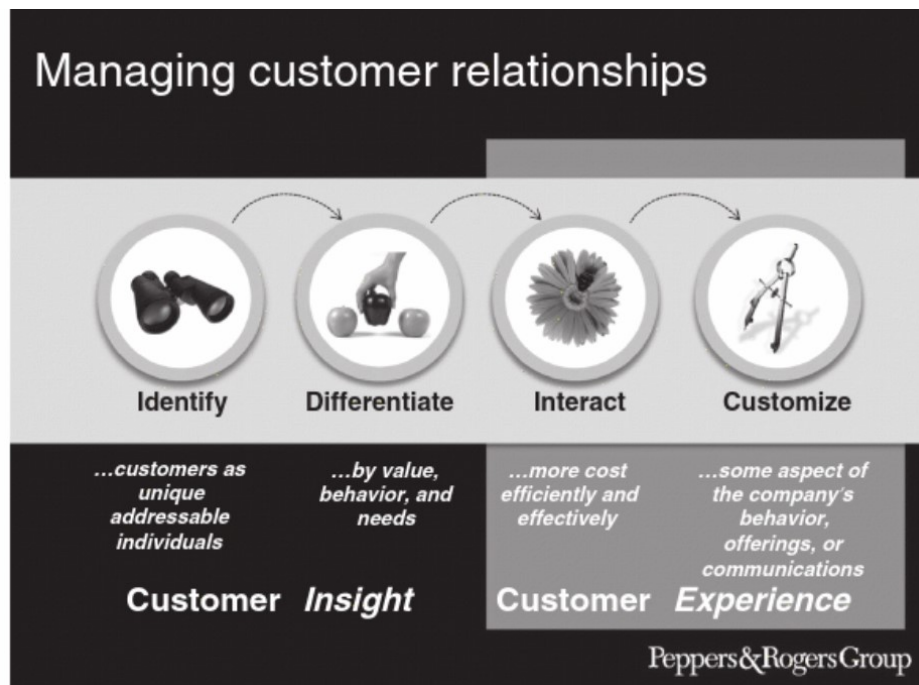 Managing customer relationships
Identify
Differentiate
Interact
Customize
...customers as
unique
addressable
individuals
...by value,
behavior, and
needs
...more cost
efficiently and
effectively
...some aspect of
the company's
behavior,
offerings, or
communications
Customer Insight
Customer Experience
Peppers&RogersGroup